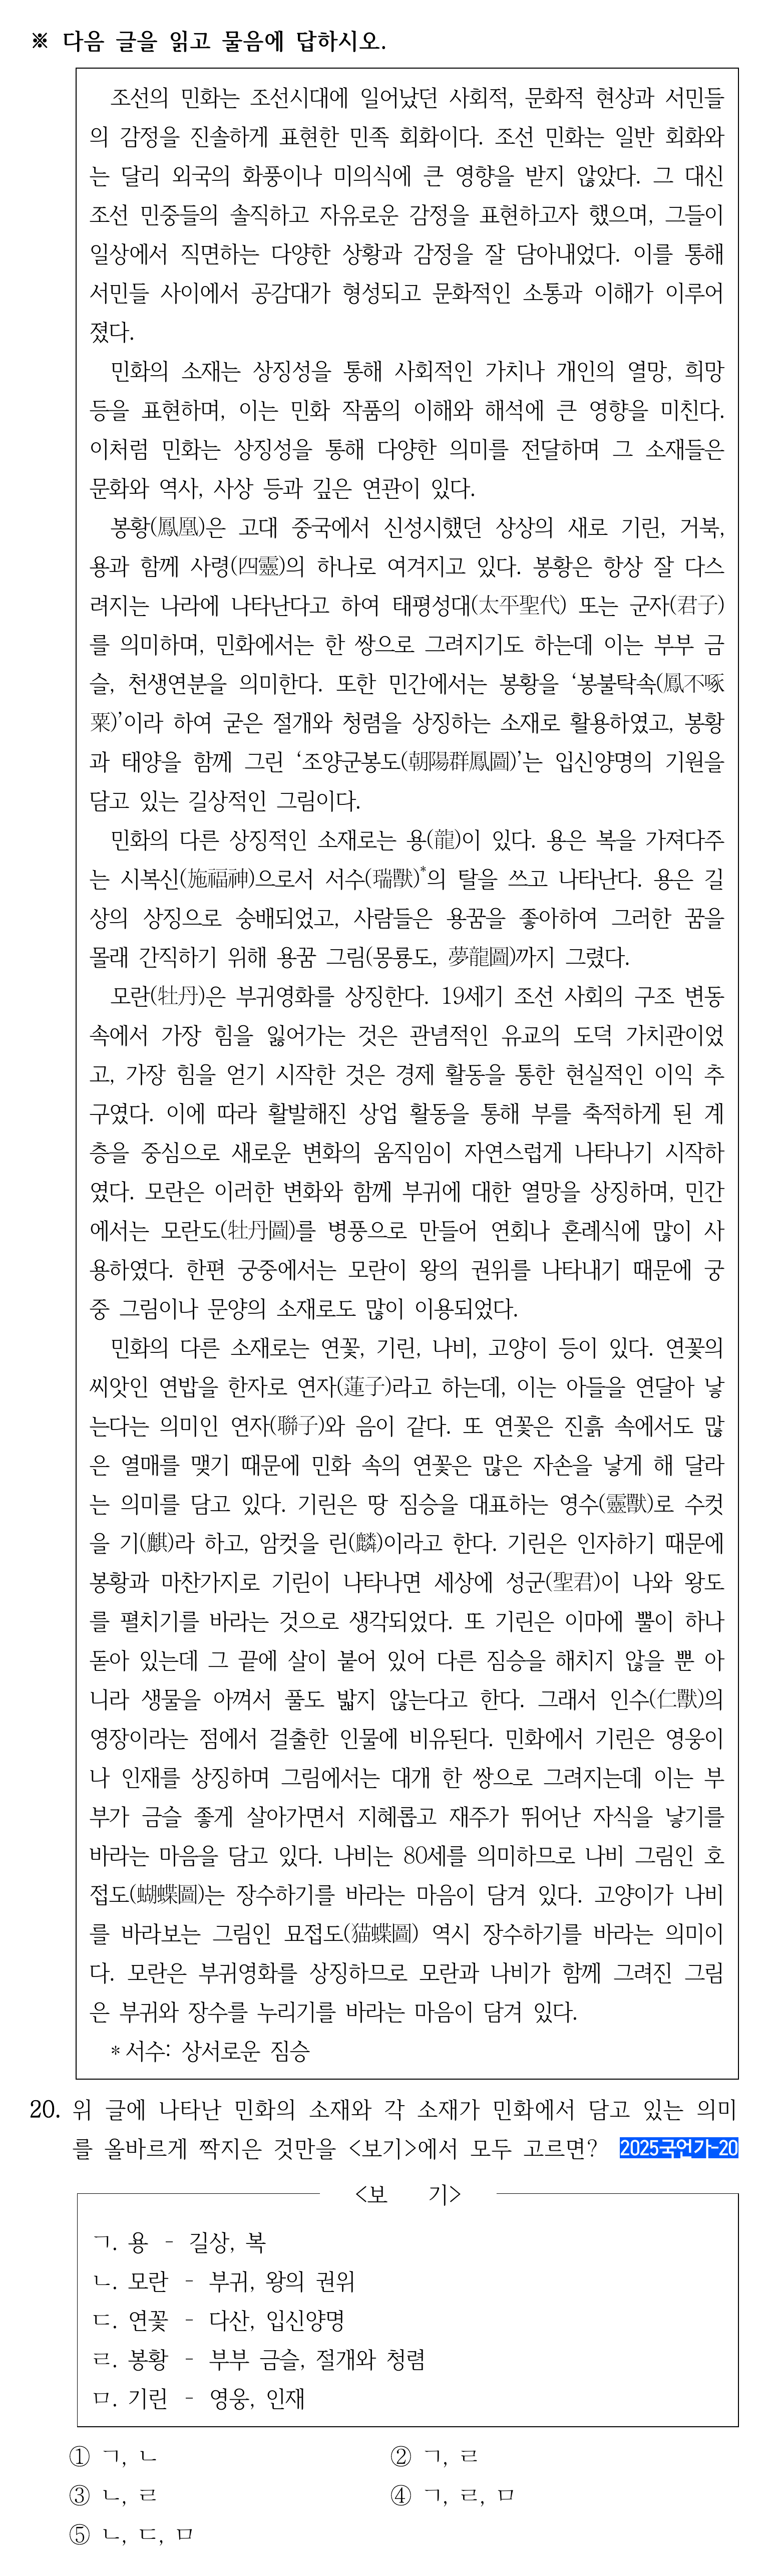 ※ 다음 글을 읽고 물음에 답하시오.
조선의 민화는 조선시대에 일어났던 사회적, 문화적 현상과 서민들
의 감정을 진솔하게 표현한 민족 회화이다. 조선 민화는 일반 회화와
는 달리 외국의 화풍이나 미의식에 큰 영향을 받지 않았다. 그 대신
조선 민중들의 솔직하고 자유로운 감정을 표현하고자 했으며, 그들이
일상에서 직면하는 다양한 상황과 감정을 잘 담아내었다. 이를 통해
서민들 사이에서 공감대가 형성되고 문화적인 소통과 이해가 이루어
졌다.
민화의 소재는 상징성을 통해 사회적인 가치나 개인의 열망, 희망
등을 표현하며, 이는 민화 작품의 이해와 해석에 큰 영향을 미친다.
이처럼 민화는 상징성을 통해 다양한 의미를 전달하며 그 소재들은
문화와 역사, 사상 등과 깊은 연관이 있다.
봉황(鳳凰)은 고대 중국에서 신성시했던 상상의 새로 기린, 거북,
용과 함께 사령(四靈)의 하나로 여겨지고 있다. 봉황은 항상 잘 다스
려지는 나라에 나타난다고 하여 태평성대(太平聖代) 또는 군자(君子)
를 의미하며, 민화에서는 한 쌍으로 그려지기도 하는데 이는 부부 금
슬, 천생연분을 의미한다. 또한 민간에서는 봉황을 ‘봉불탁속(鳳不啄
粟)’이라 하여 굳은 절개와 청렴을 상징하는 소재로 활용하였고, 봉황
과 태양을 함께 그린 ‘조양군봉도(朝陽群鳳圖)’는 입신양명의 기원을
담고 있는 길상적인 그림이다.
민화의 다른 상징적인 소재로는 용(龍)이 있다. 용은 복을 가져다주
는 시복신(施福神)으로서 서수(瑞獸)*의 탈을 쓰고 나타난다. 용은 길
상의 상징으로 숭배되었고, 사람들은 용꿈을 좋아하여 그러한 꿈을
몰래 간직하기 위해 용꿈 그림(몽룡도, 夢龍圖)까지 그렸다.
모란(牡丹)은 부귀영화를 상징한다. 19세기 조선 사회의 구조 변동
속에서 가장 힘을 잃어가는 것은 관념적인 유교의 도덕 가치관이었
고, 가장 힘을 얻기 시작한 것은 경제 활동을 통한 현실적인 이익 추
구였다. 이에 따라 활발해진 상업 활동을 통해 부를 축적하게 된 계
층을 중심으로 새로운 변화의 움직임이 자연스럽게 나타나기 시작하
였다. 모란은 이러한 변화와 함께 부귀에 대한 열망을 상징하며, 민간
에서는 모란도(牡丹圖)를 병풍으로 만들어 연회나 혼례식에 많이 사
용하였다. 한편 궁중에서는 모란이 왕의 권위를 나타내기 때문에 궁
중 그림이나 문양의 소재로도 많이 이용되었다.
민화의 다른 소재로는 연꽃, 기린, 나비, 고양이 등이 있다. 연꽃의
씨앗인 연밥을 한자로 연자(蓮子)라고 하는데, 이는 아들을 연달아 낳
는다는 의미인 연자(聯子)와 음이 같다. 또 연꽃은 진흙 속에서도 많
은 열매를 맺기 때문에 민화 속의 연꽃은 많은 자손을 낳게 해 달라
는 의미를 담고 있다. 기린은 땅 짐승을 대표하는 영수(靈獸)로 수컷
을 기(麒)라 하고, 암컷을 린(麟)이라고 한다. 기린은 인자하기 때문에
봉황과 마찬가지로 기린이 나타나면 세상에 성군(聖君)이 나와 왕도
를 펼치기를 바라는 것으로 생각되었다. 또 기린은 이마에 뿔이 하나
돋아 있는데 그 끝에 살이 붙어 있어 다른 짐승을 해치지 않을 뿐 아
니라 생물을 아껴서 풀도 밟지 않는다고 한다. 그래서 인수(仁獸)의
영장이라는 점에서 걸출한 인물에 비유된다. 민화에서 기린은 영웅이
나 인재를 상징하며 그림에서는 대개 한 쌍으로 그려지는데 이는 부
부가 금슬 좋게 살아가면서 지혜롭고 재주가 뛰어난 자식을 낳기를
바라는 마음을 담고 있다. 나비는 80세를 의미하므로 나비 그림인 호
접도(蝴蝶圖)는 장수하기를 바라는 마음이 담겨 있다. 고양이가 나비
를 바라보는 그림인 묘접도(猫蝶圖) 역시 장수하기를 바라는 의미이
다. 모란은 부귀영화를 상징하므로 모란과 나비가 함께 그려진 그림
은 부귀와 장수를 누리기를 바라는 마음이 담겨 있다.
* 서수: 상서로운 짐승
20. 위 글에 나타난 민화의 소재와 각 소재가 민화에서 담고 있는 의미
를 올바르게 짝지은 것만을 <보기>에서 모두 고르면? 2025국언가-20
<보 기>
ㄱ. 용 - 길상, 복
ㄴ. 모란 - 부귀, 왕의 권위
ㄷ. 연꽃 - 다산, 입신양명
ㄹ. 봉황 - 부부 금슬, 절개와 청렴
ㅁ. 기린 - 영웅, 인재
① ㄱ, ㄴ ② ㄱ, ㄹ
③ ㄴ, ㄹ ④ ㄱ, ㄹ, ㅁ
⑤ ㄴ, ㄷ, ㅁ